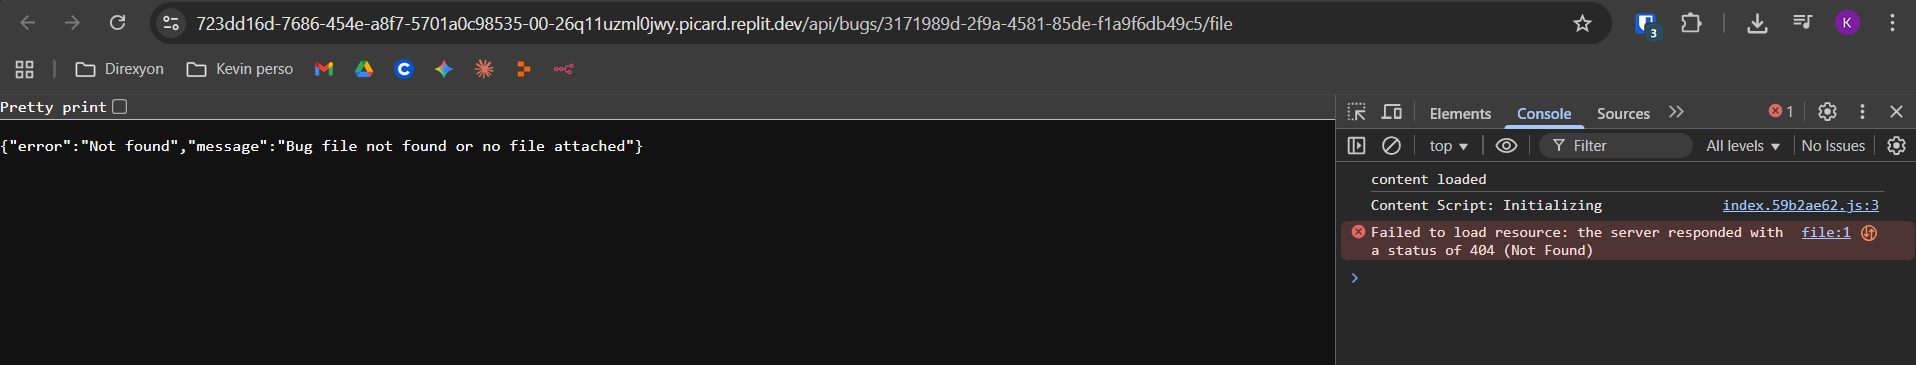 723dd16d-7686-454e-a8f7-5701a0c98535-00-26q11uzml0jwy.picard.replit.dev/api/bugs/3171989d-2f9a-4581-85de-f1a9f6db49c5/file
3
K
Direxyon
Kevin perso
Pretty print
{"error":"Not found","message":"Bug file not found or no file attached"}
Elements
Console
Sources
1
top
Filter
All levels
No Issues
content loaded
Content Script: Initializing
index.59b2ae62.js:3
Failed to load resource: the server responded with
file:1
a status of 404 (Not Found)